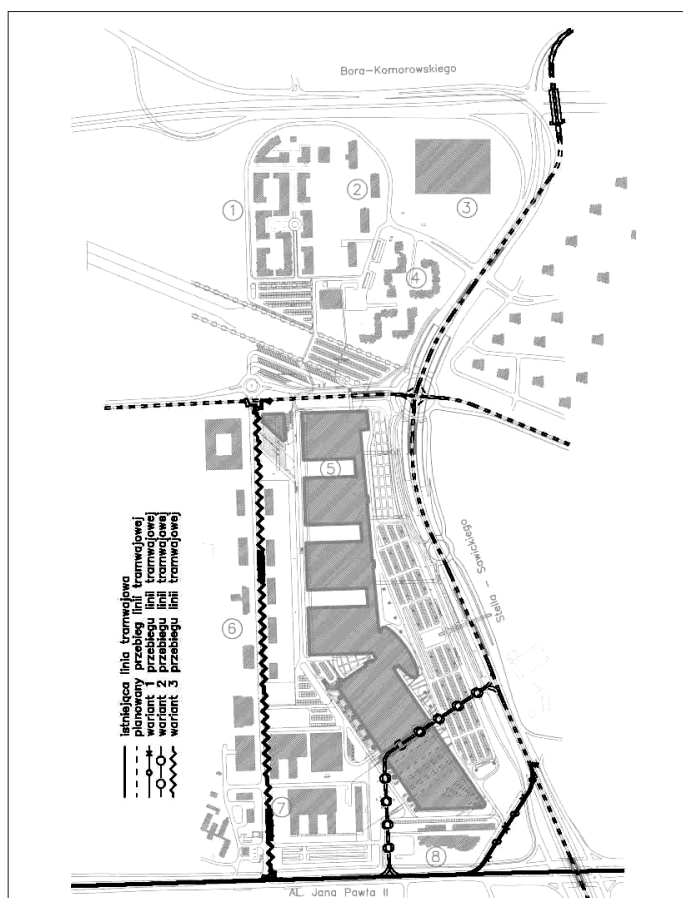 Bora-Komorowskiego
1
2
3
4
5
Stella - Sawickiego
6
istniejąca linia tramwajowa
planowany przebieg linii tramwajowej
wariant 1 przebiegu linii tramwajowej
wariant 2 przebiegu linii tramwajowej
wariant 3 przebiegu linii tramwajowej
7
8
AL. Jana Pawła II